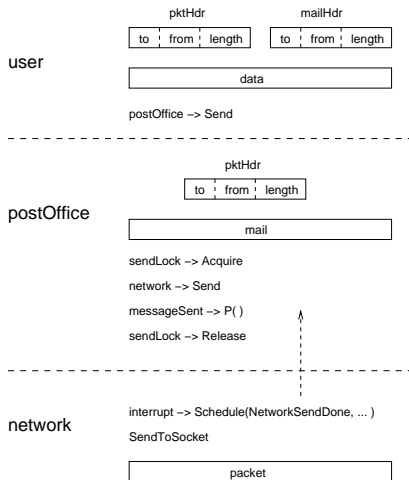 pktHdr mailHdr
to from length to from length
user
data
postOffice −> Send
pktHdr
to from length
postOffice
mail
sendLock −> Acquire
network −> Send
messageSent −> P( )
sendLock −> Release
interrupt −> Schedule(NetworkSendDone, ... )
network
SendToSocket
packet